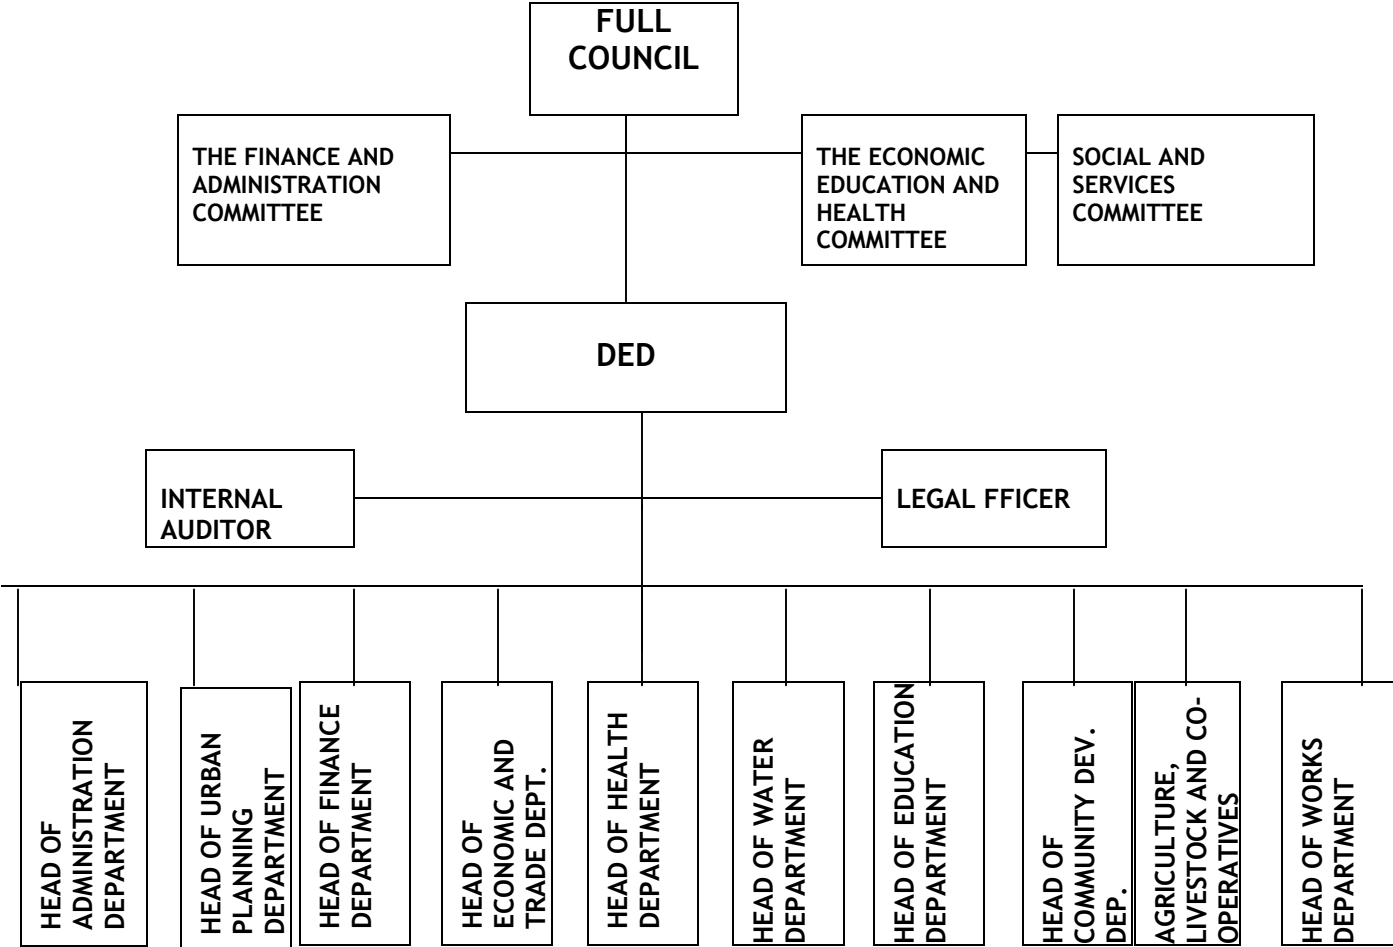 FULL
COUNCIL
THE FINANCE AND
ADMINISTRATION
COMMITTEE
THE ECONOMIC
EDUCATION AND
HEALTH
COMMITTEE
SOCIAL AND
SERVICES
COMMITTEE
DED
INTERNAL
AUDITOR
LEGAL FFICER
HEAD OF
ADMINISTRATION
DEPARTMENT
HEAD OF URBAN
PLANNING
DEPARTMENT
HEAD OF FINANCE
DEPARTMENT
HEAD OF
ECONOMIC AND
TRADE DEPT.
HEAD OF HEALTH
DEPARTMENT
HEAD OF WATER
DEPARTMENT
HEAD OF EDUCATION
DEPARTMENT
HEAD OF
COMMUNITY DEV.
DEP.
AGRICULTURE,
LIVESTOCK AND CO-
OPERATIVES
HEAD OF WORKS
DEPARTMENT